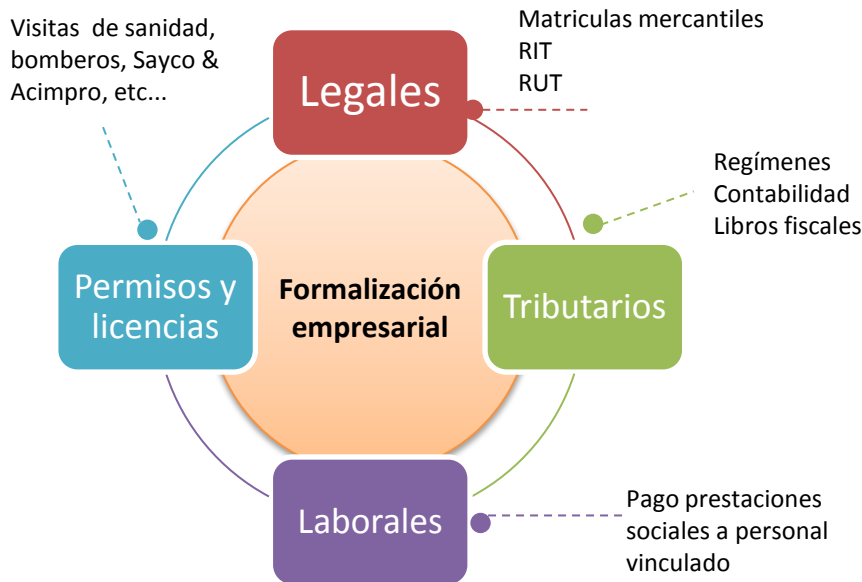 Visitas de sanidad,
bomberos, Sayco &
Acimpro, etc...
Matriculas mercantiles
RIT
RUT
Legales
Regímenes
Contabilidad
Libros fiscales
Permisos y
licencias
Formalización
empresarial
Tributarios
Laborales
Pago prestaciones
sociales a personal
vinculado